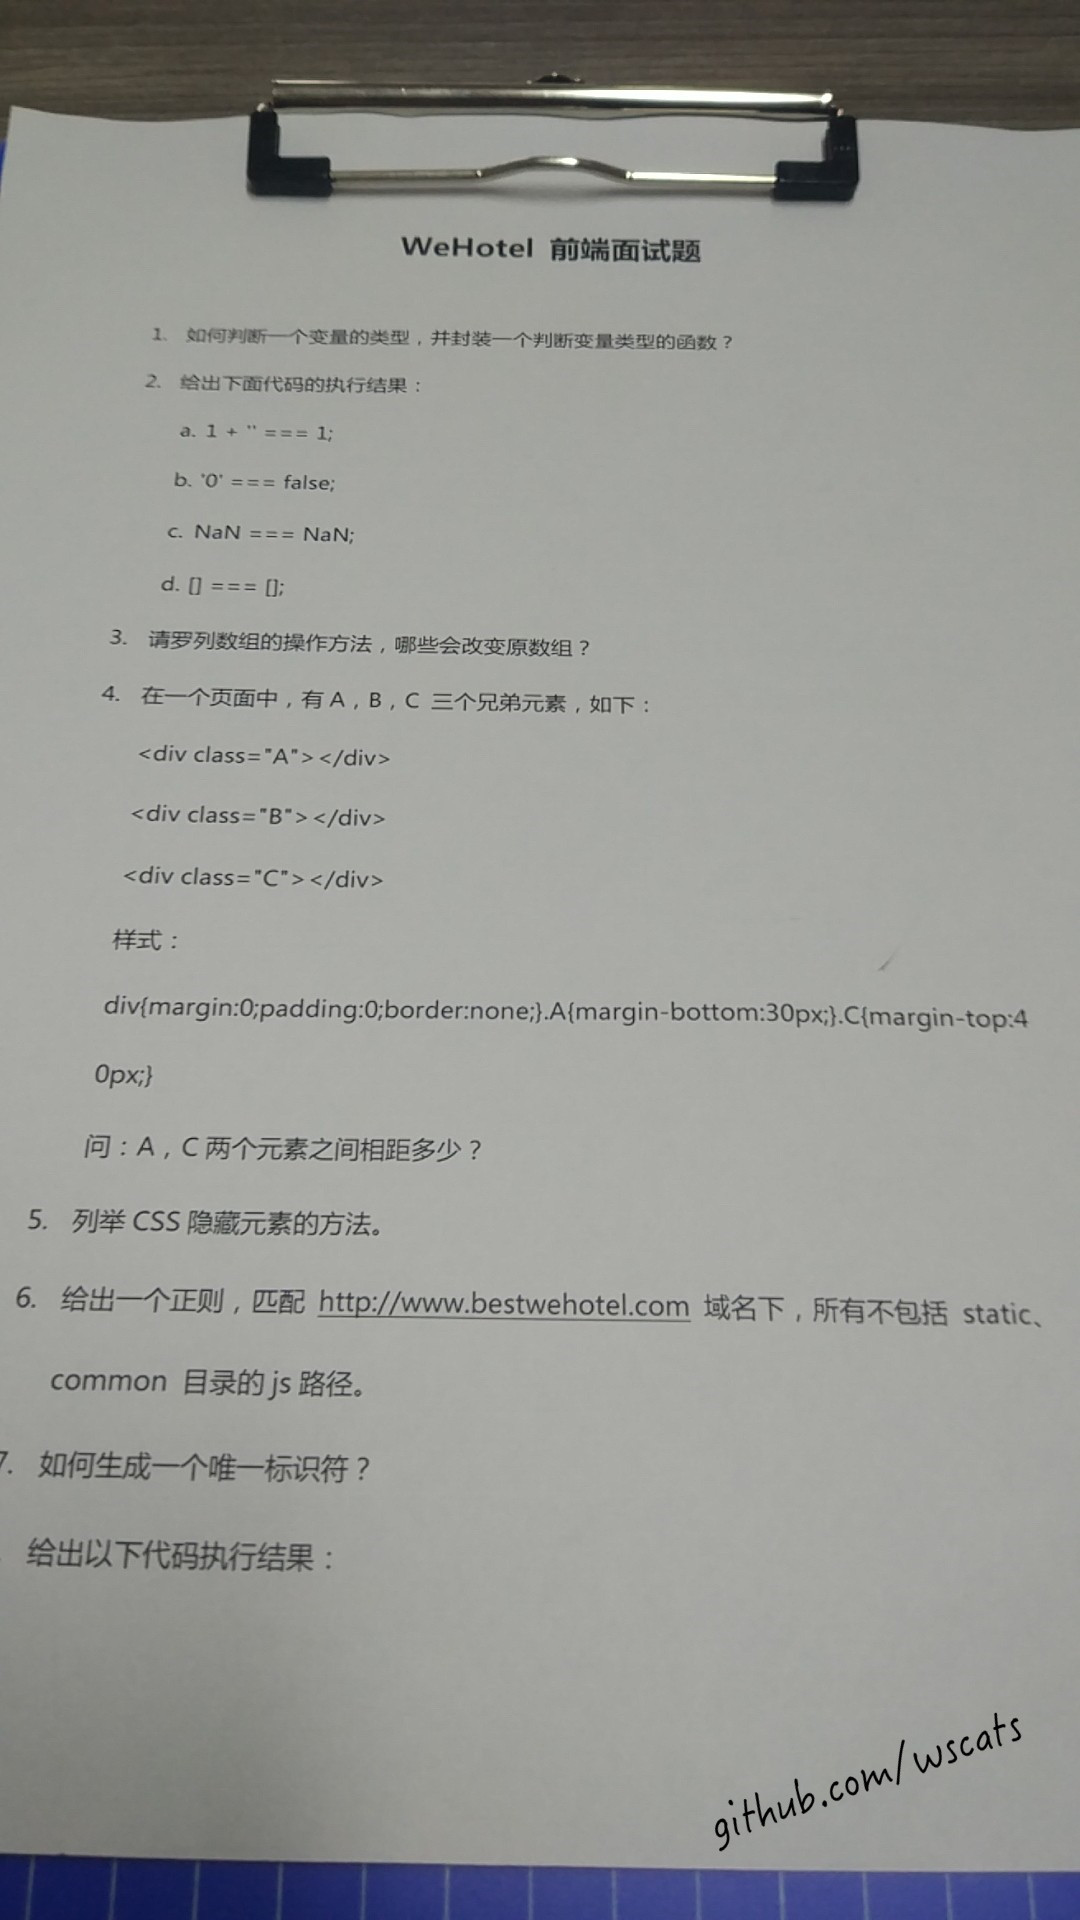 WeHotel 前端面试题
1. 如何判断一个变量的类型，并封装一个判断变量类型的函数？
2. 给出下面代码的执行结果：
a. 1 + '' === 1;
b. '0' === false;
c. NaN === NaN;
d. [] === [];
3. 请罗列数组的操作方法，哪些会改变原数组？
4. 在一个页面中，有 A，B，C 三个兄弟元素，如下：
<div class="A"></div>
<div class="B"></div>
<div class="C"></div>
样式：
div{margin:0;padding:0;border:none;}.A{margin-bottom:30px;}.C{margin-top:4
0px;}
问：A，C 两个元素之间相距多少？
5. 列举 CSS 隐藏元素的方法。
6. 给出一个正则，匹配 http://www.bestwehotel.com 域名下，所有不包括 static、
common 目录的 js 路径。
7. 如何生成一个唯一标识符？
给出以下代码执行结果：
github.com/wscats